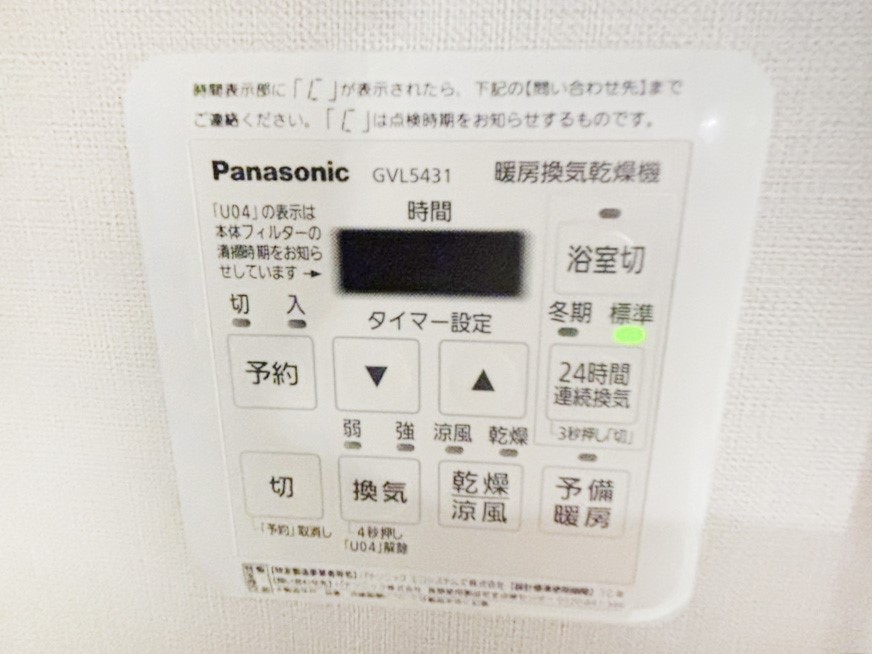 時間表示部に「[」が表示されたら、下記の【問い合わせ先】まで
ご連絡ください。「[」は点検時期をお知らせするものです。
Panasonic GVL5431 暖房換気乾燥機
「U04」の表示は
本体フィルターの
清掃時期をお知ら
せしています→
時間
浴室切
切 入
タイマー設定
冬期 標準
予約
▼
▲
24時間
連続換気
3秒押し「切」
弱 強 涼風 乾燥
切
換気
乾燥
涼風
予備
暖房
「予約」取消し
4秒押し
「U04」解除